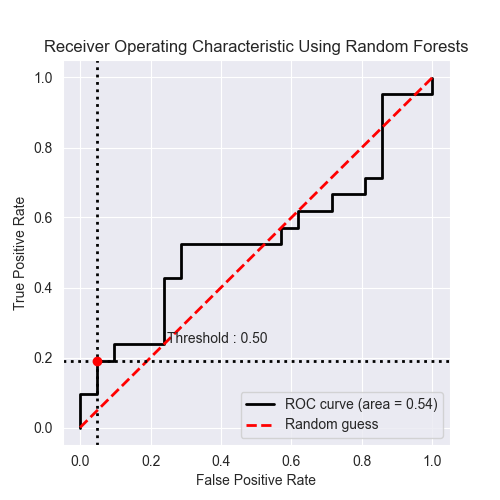 Receiver Operating Characteristic Using Random Forests
1.0
0.8
0.6
0.4
0.2
0.0
True Positive Rate
Threshold : 0.50
ROC curve (area = 0.54)
Random guess
0.0 0.2 0.4 0.6 0.8 1.0
False Positive Rate